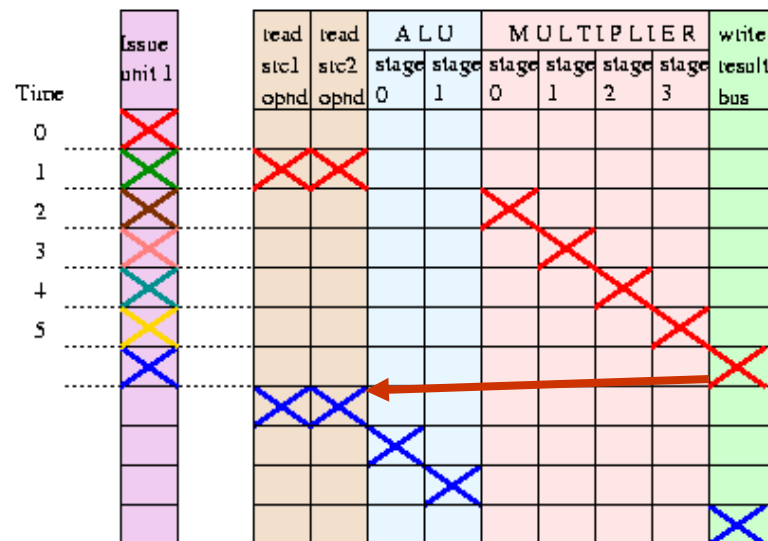 Issue
unit 1
read
src1
opnd
read
src2
opnd
A L U
stage
0
stage
1
M U L T I P L I E R
stage
0
stage
1
stage
2
stage
3
write
result
bus
Time
0
1
2
3
4
5